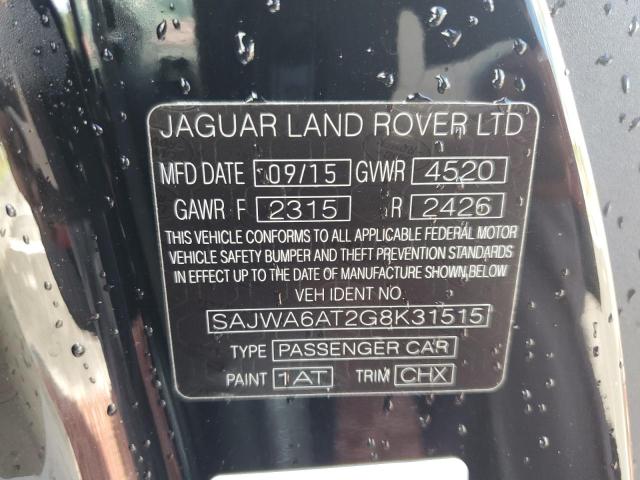 JAGUAR LAND ROVER LTD
MFD DATE 09/15 GVWR 4520
GAWR F 2315 R 2426
THIS VEHICLE CONFORMS TO ALL APPLICABLE FEDERAL MOTOR
VEHICLE SAFETY BUMPER AND THEFT PREVENTION STANDARDS
IN EFFECT UP TO THE DATE OF MANUFACTURE SHOWN BELOW
VEH IDENT NO.
SAJWA6AT2G8K31515
TYPE PASSENGER CAR
PAINT 1AT TRIM CHX